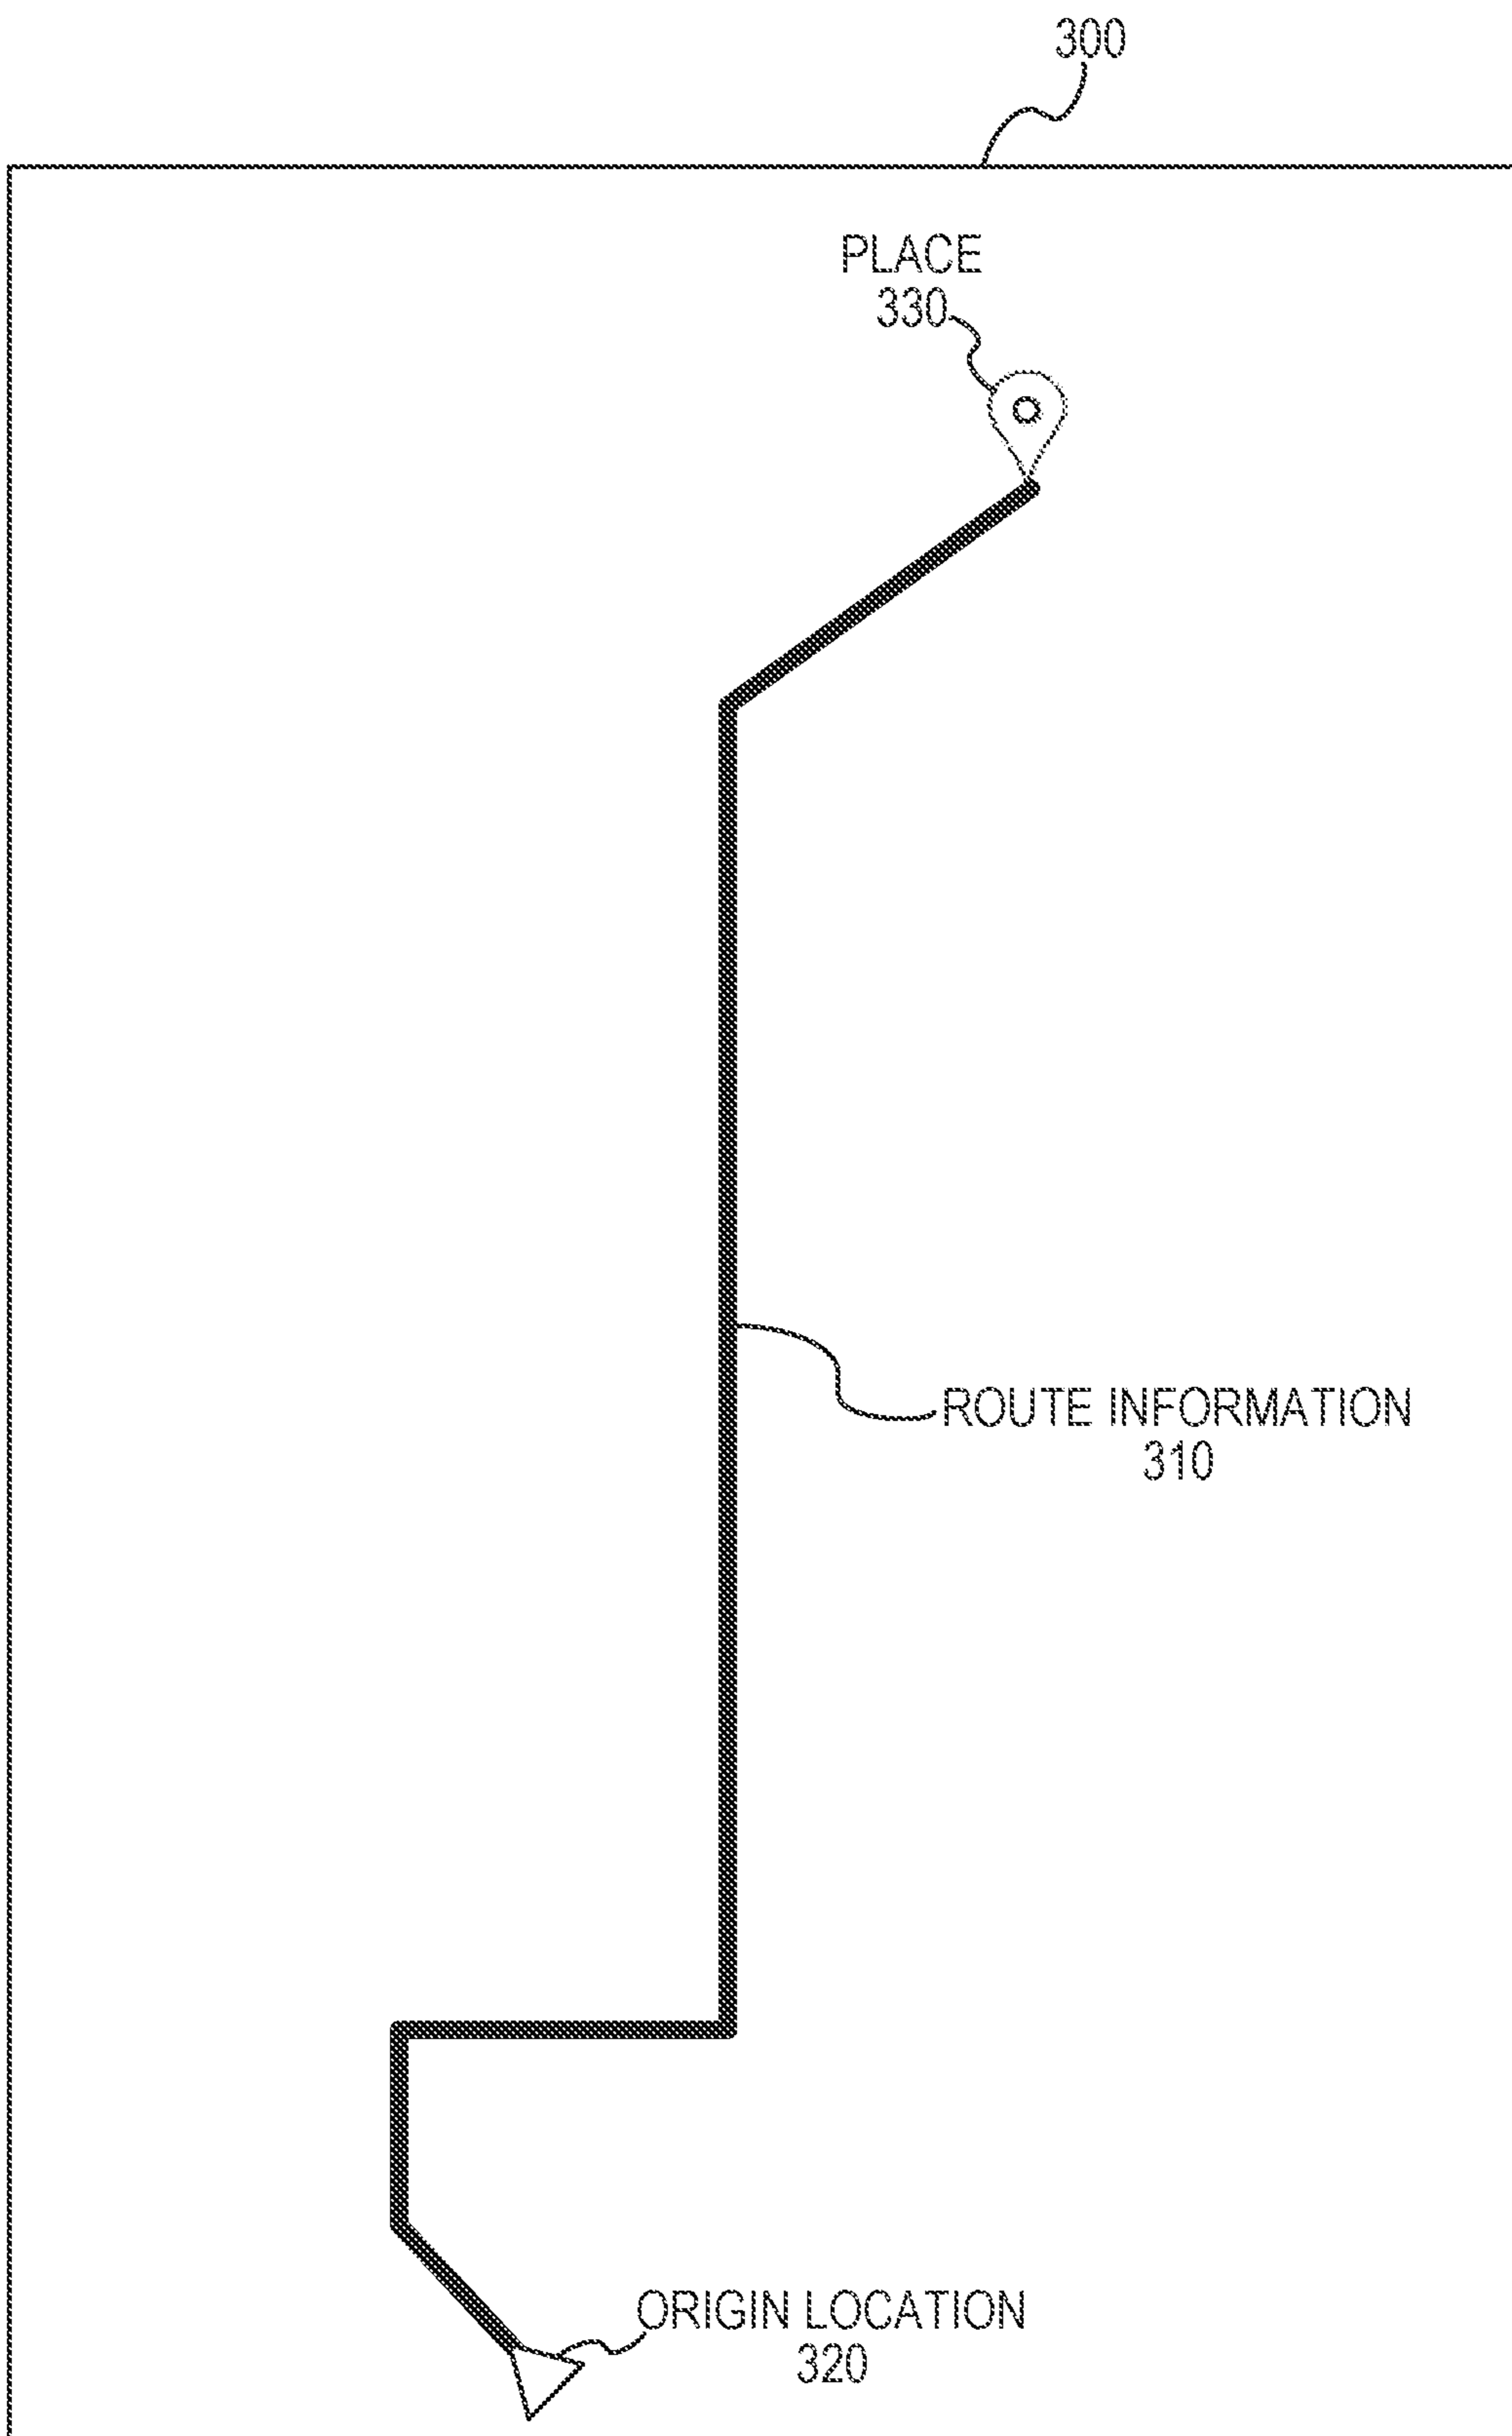 300
PLACE
330
ROUTE INFORMATION
310
ORIGIN LOCATION
320